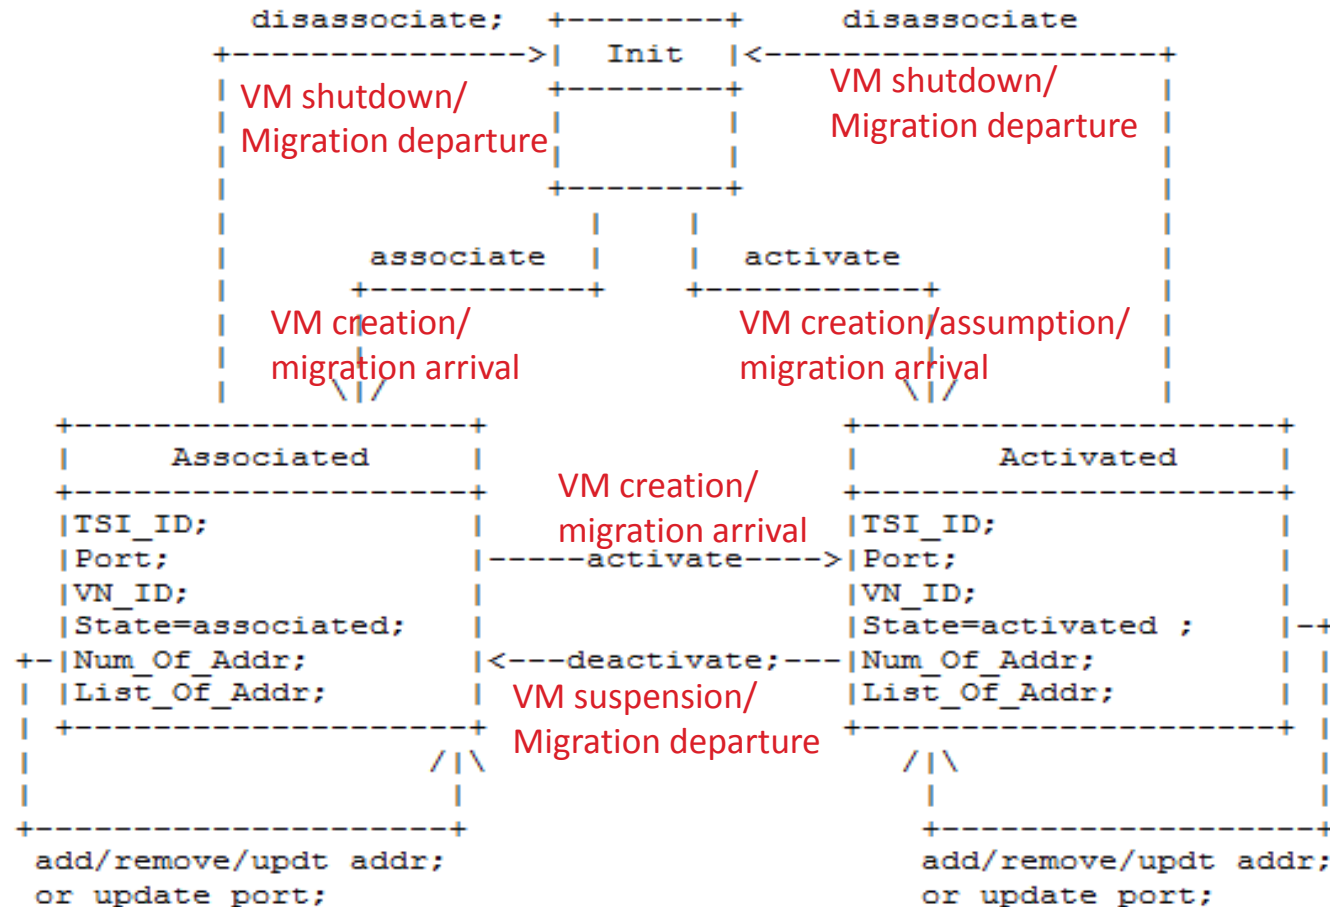 disassociate;
disassociate
Init
VM shutdown/
Migration departure
VM shutdown/
Migration departure
associate
activate
VM creation/
migration arrival
VM creation/assumption/
migration arrival
Associated
Activated
VM creation/
migration arrival
TSI_ID;
Port;
VN_ID;
State=associated;
Num_Of_Addr;
List_Of_Addr;
activate
deactivate;
VM suspension/
Migration departure
TSI_ID;
Port;
VN_ID;
State=activated ;
Num_Of_Addr;
List_Of_Addr;
add/remove/updt addr;
or update port;
add/remove/updt addr;
or update port;